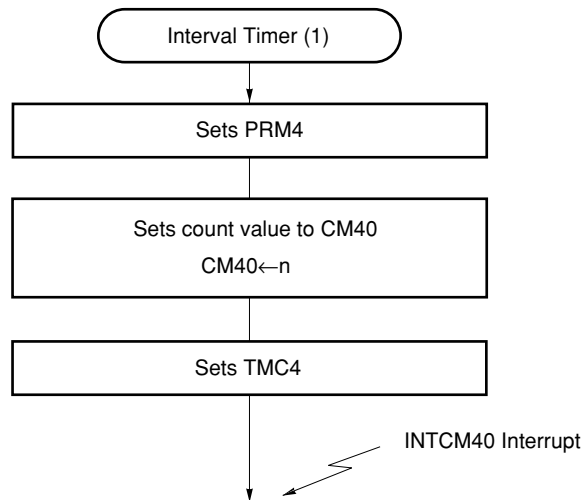 Interval Timer (1)
Sets PRM4
Sets count value to CM40
CM40←n
Sets TMC4
INTCM40 Interrupt